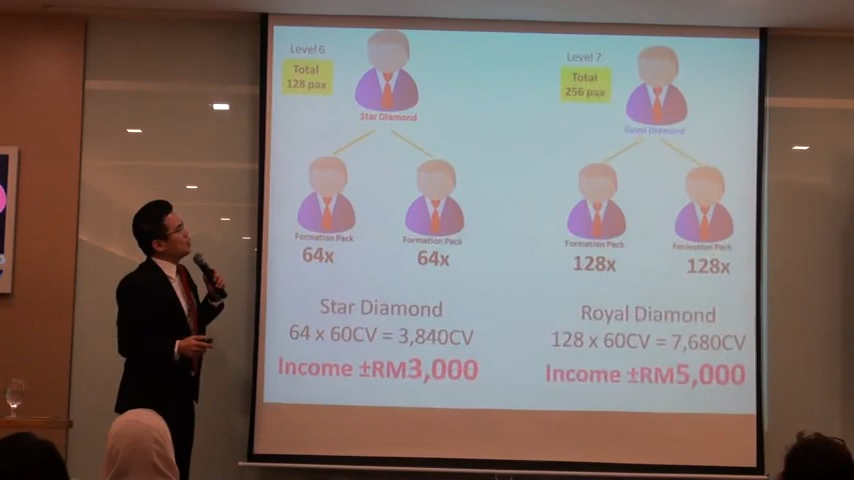 Level 6
Total
128 pax
Star Diamond
Formation Pack
64x
Formation Pack
64x
Star Diamond
64 x 60CV = 3,840CV
Income ±RM3,000
Level 7
Total
256 pax
Royal Diamond
Formation Pack
128x
Formation Pack
128x
Royal Diamond
128 x 60CV = 7,680CV
Income ±RM5,000